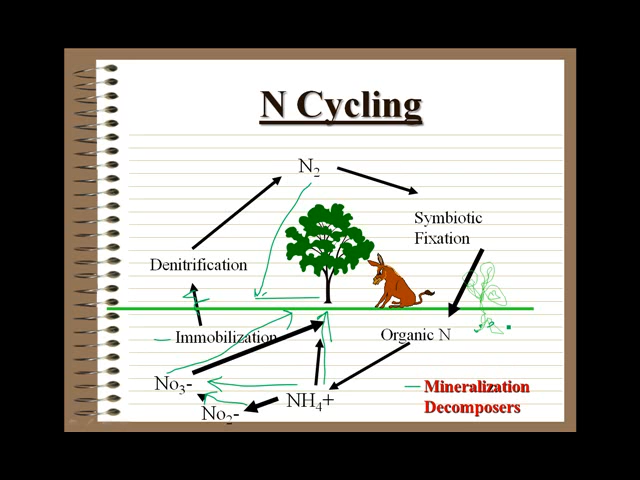 N Cycling
N₂
Symbiotic
Fixation
Denitrification
Immobilization
Organic N
No₃-
NH₄+
No₂-
Mineralization
Decomposers